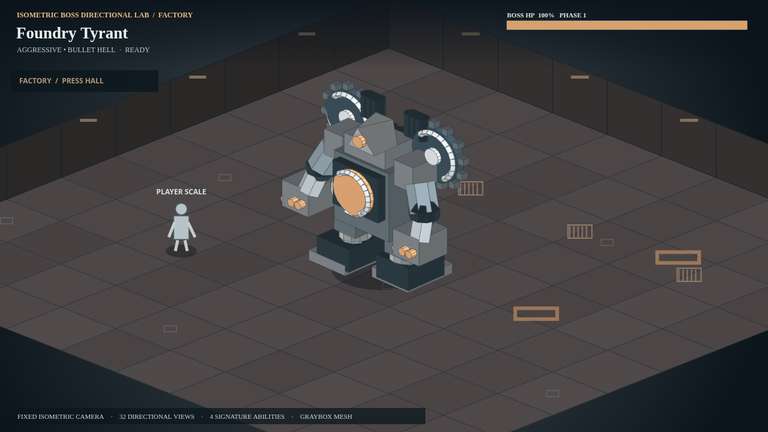 ISOMETRIC BOSS DIRECTIONAL LAB / FACTORY
Foundry Tyrant
AGGRESSIVE • BULLET HELL · READY
FACTORY / PRESS HALL
BOSS HP 100% PHASE 1
PLAYER SCALE
FIXED ISOMETRIC CAMERA · 32 DIRECTIONAL VIEWS · 4 SIGNATURE ABILITIES · GRAYBOX MESH